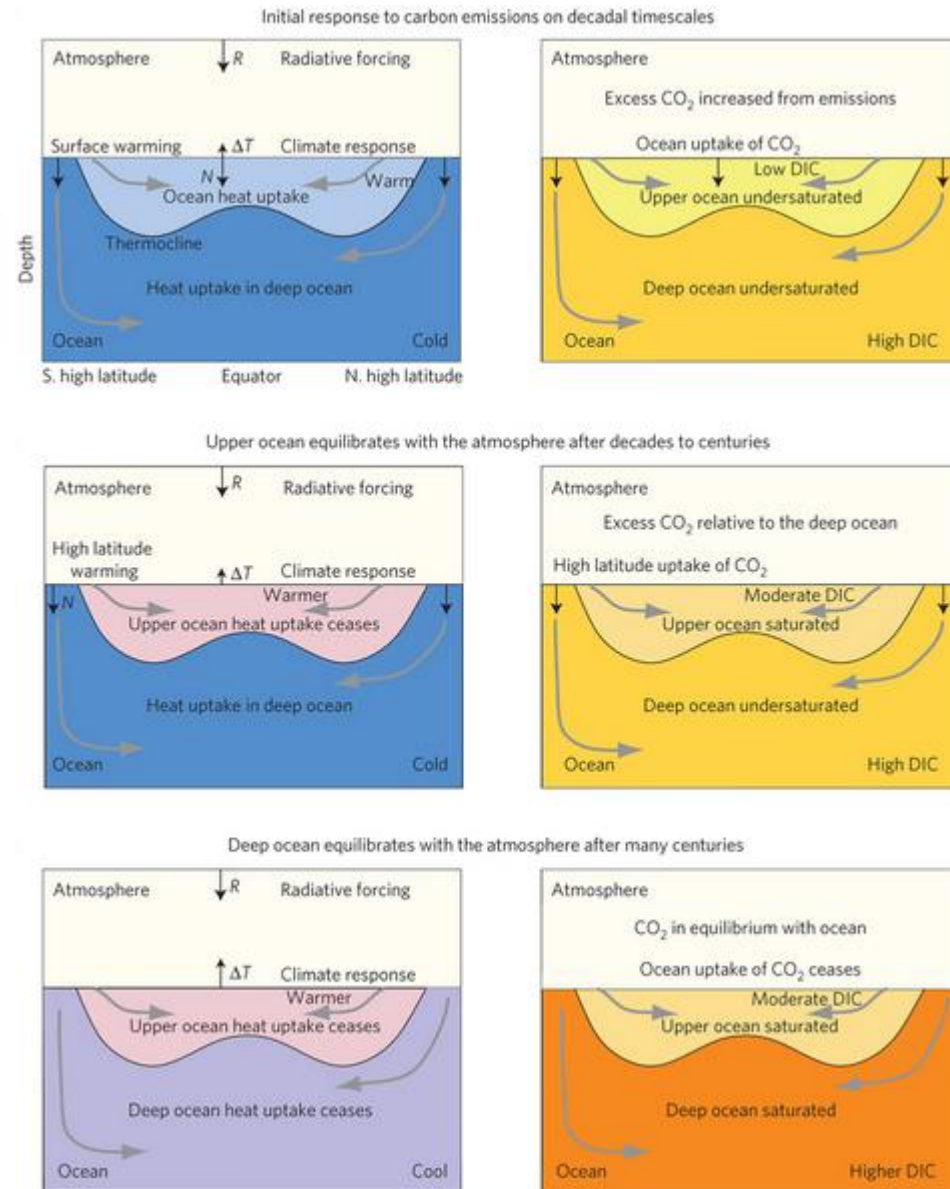 Initial response to carbon emissions on decadal timescales
Atmosphere
R
Radiative forcing
Surface warming
ΔT
Climate response
N
Warm
Ocean heat uptake
Thermocline
Heat uptake in deep ocean
Ocean
Cold
Depth
S. high latitude
Equator
N. high latitude
Atmosphere
Excess CO₂ increased from emissions
Ocean uptake of CO₂
Low DIC
Upper ocean undersaturated
Deep ocean undersaturated
Ocean
High DIC
Upper ocean equilibrates with the atmosphere after decades to centuries
Atmosphere
R
Radiative forcing
High latitude
warming
ΔT
Climate response
N
Warmer
Upper ocean heat uptake ceases
Heat uptake in deep ocean
Ocean
Cold
Atmosphere
Excess CO₂ relative to the deep ocean
High latitude uptake of CO₂
Moderate DIC
Upper ocean saturated
Deep ocean undersaturated
Ocean
High DIC
Deep ocean equilibrates with the atmosphere after many centuries
Atmosphere
R
Radiative forcing
ΔT
Climate response
Warmer
Upper ocean heat uptake ceases
Deep ocean heat uptake ceases
Ocean
Cool
Atmosphere
CO₂ in equilibrium with ocean
Ocean uptake of CO₂ ceases
Moderate DIC
Upper ocean saturated
Deep ocean saturated
Ocean
Higher DIC